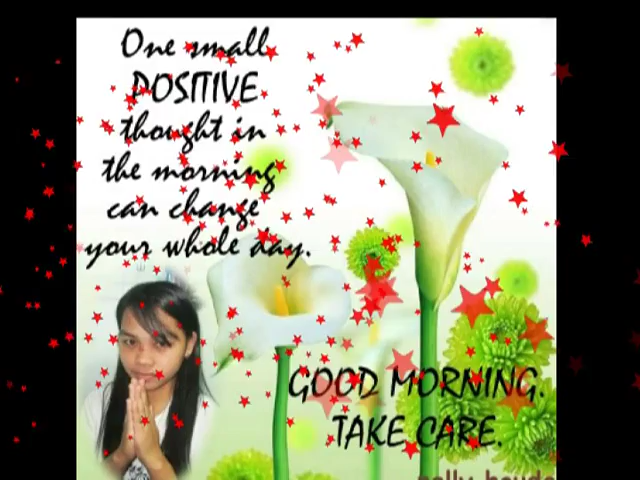 One small
POSITIVE
thought in
the morning
can change
your whole day.
GOOD MORNING.
TAKE CARE.